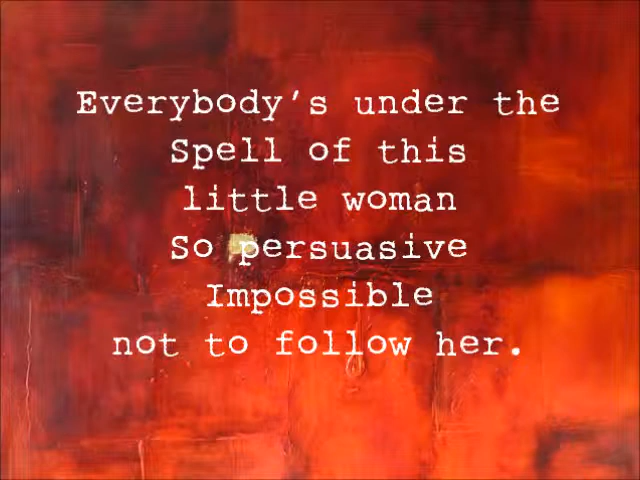 Everybody's under the
Spell of this
little woman
So persuasive
Impossible
not to follow her.